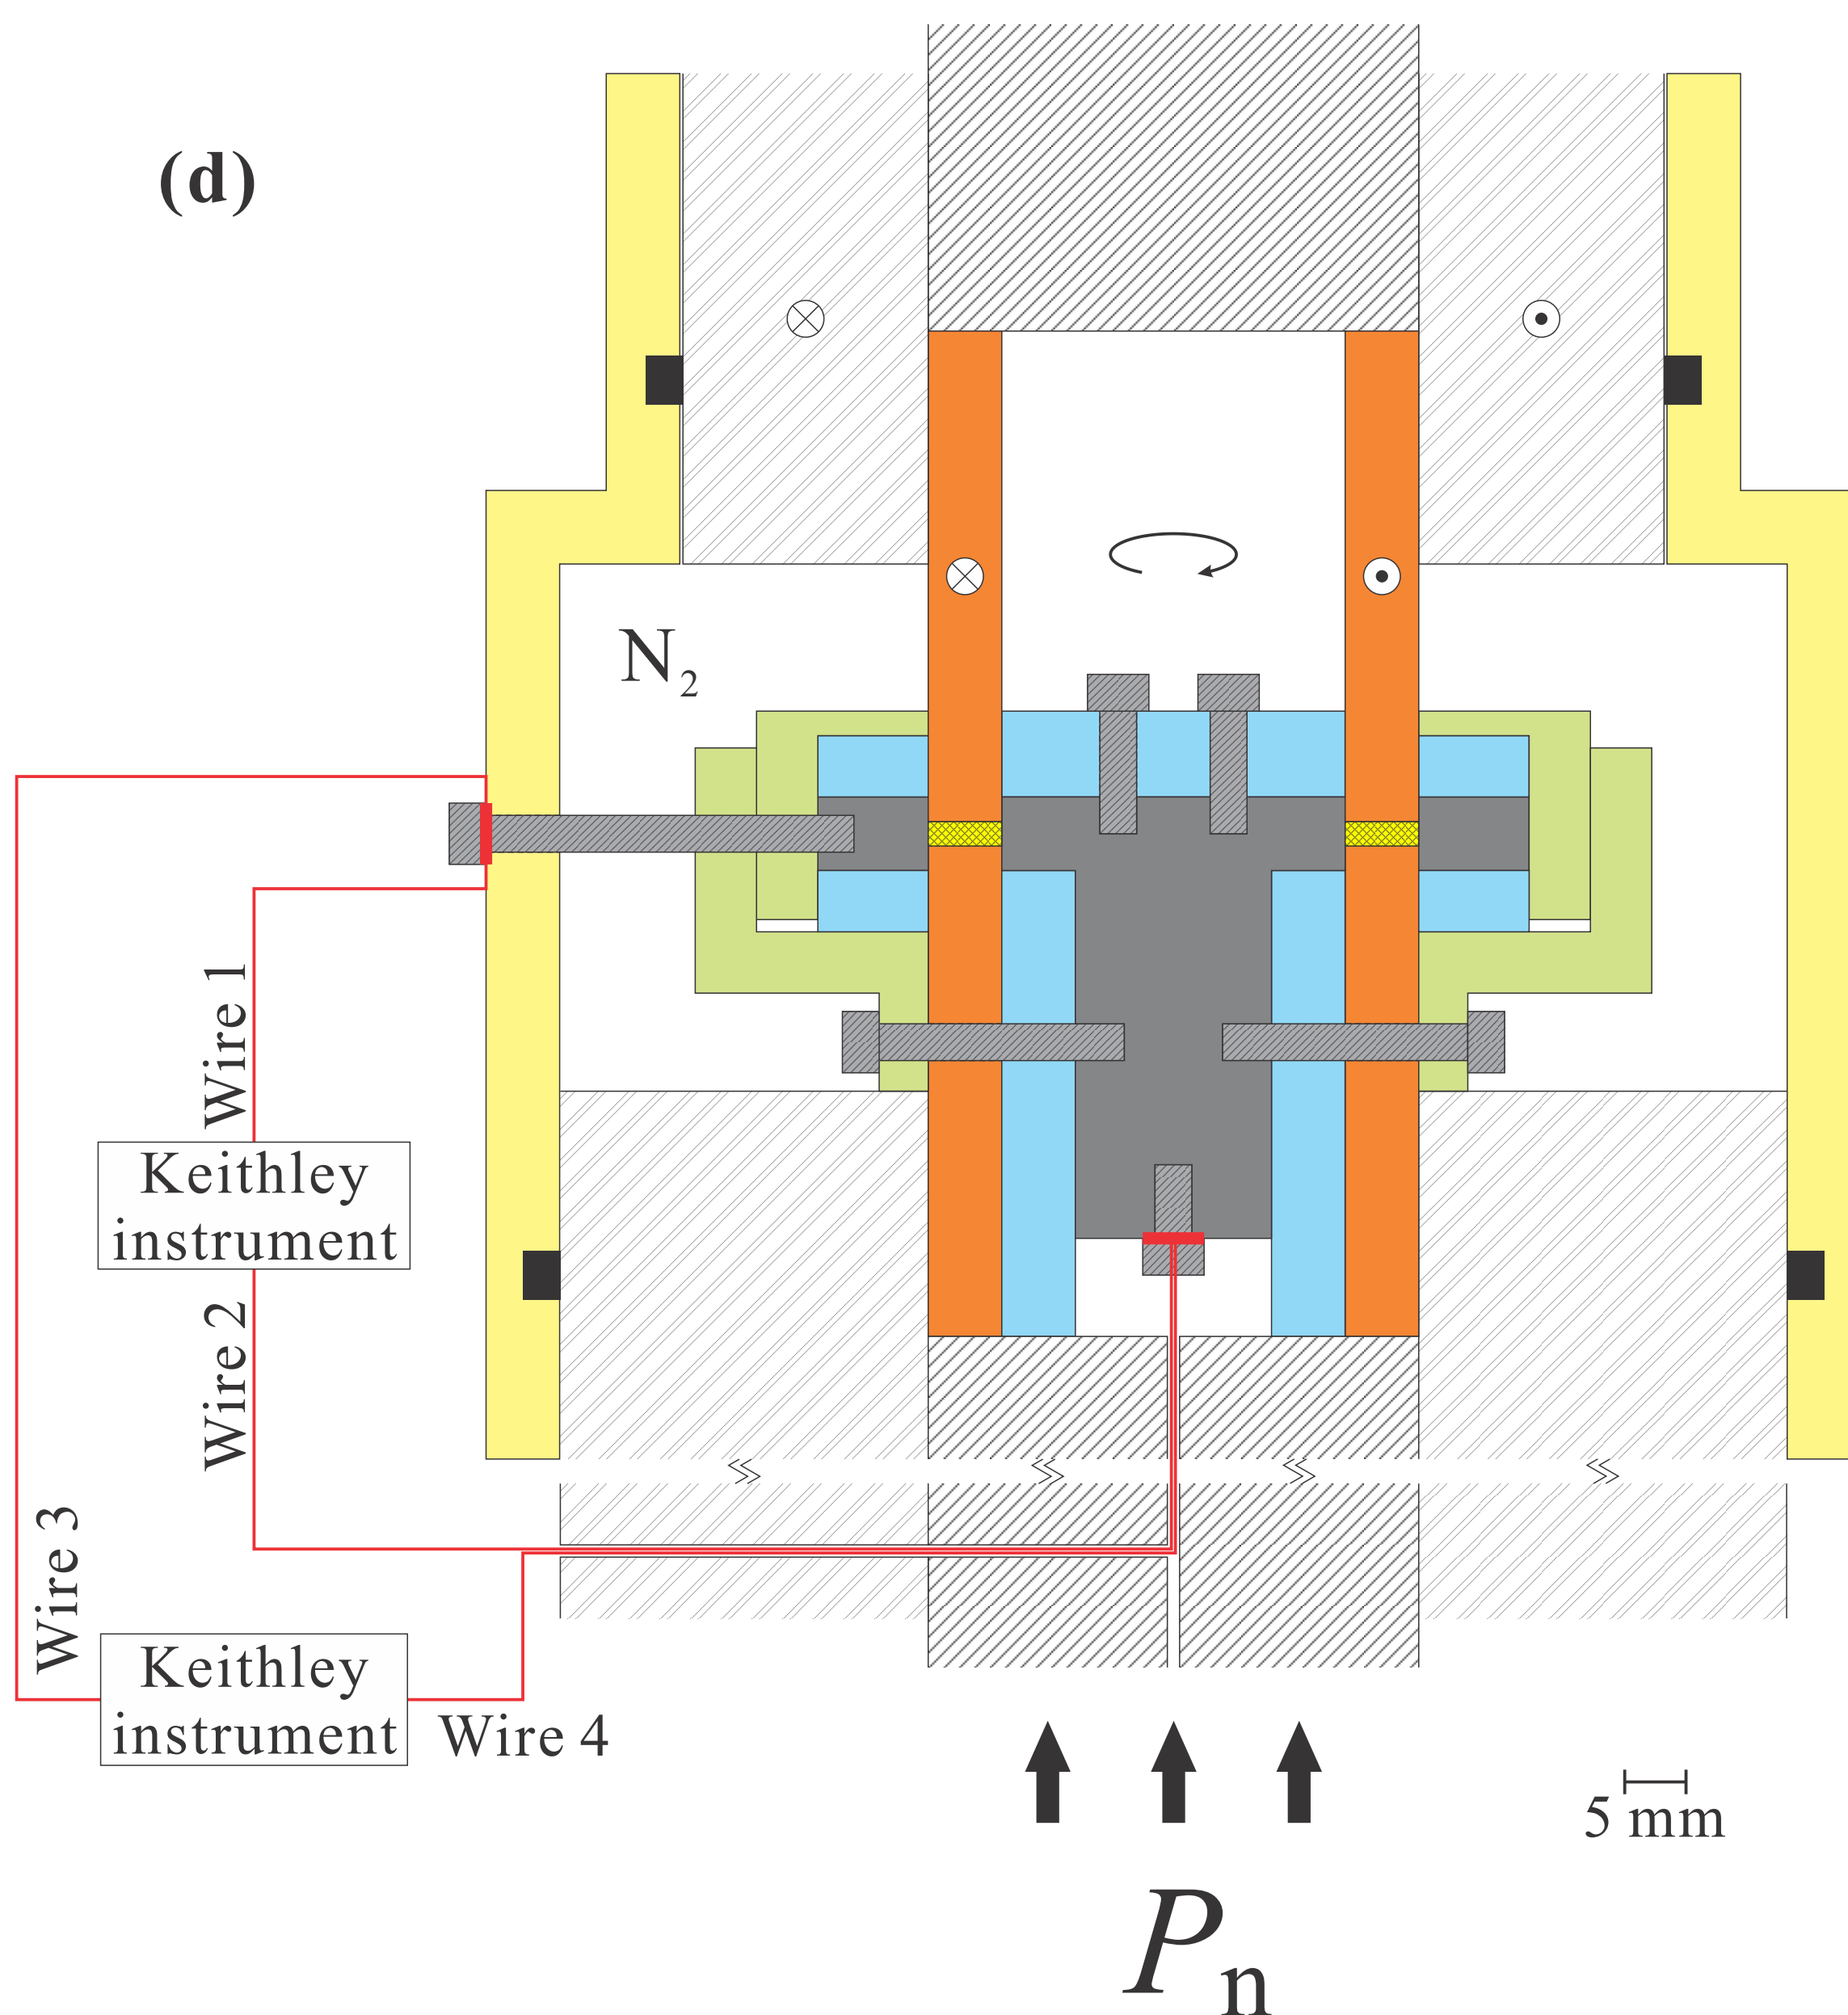 (d)
N₂
Wire 1
Keithley
instrument
Wire 2
Wire 3
Keithley
instrument
Wire 4
5 mm
Pₙ